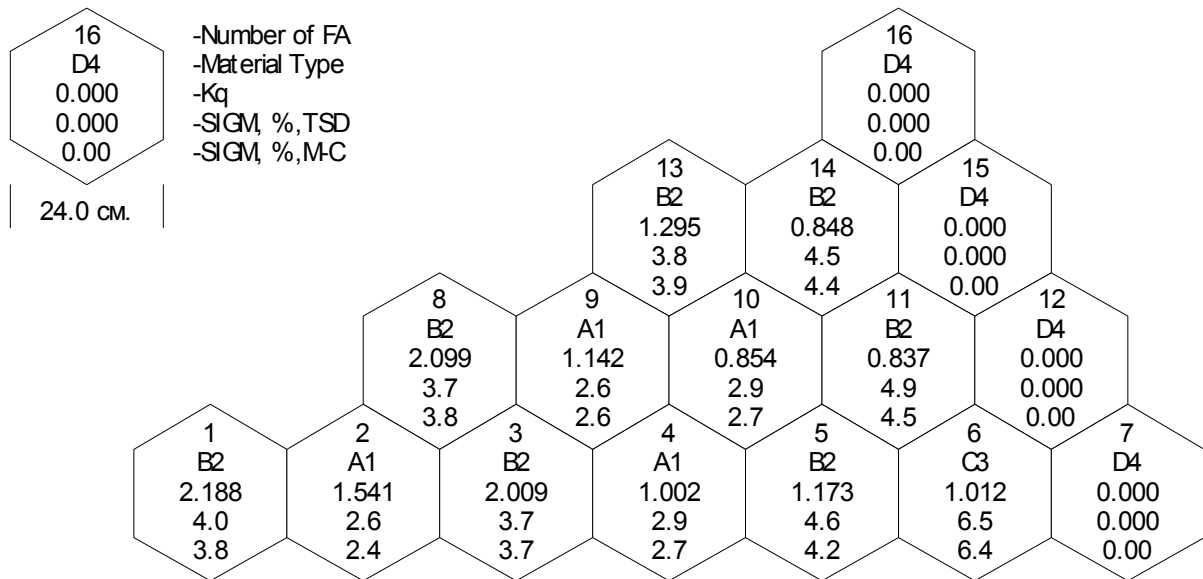 16
D4
0.000
0.000
0.00
-Number of FA
-Material Type
-Kq
-SIGM, %,TSD
-SIGM, %,M-C
24.0 см.
16
D4
0.000
0.000
0.00
13
B2
1.295
3.8
3.9
14
B2
0.848
4.5
4.4
15
D4
0.000
0.000
0.00
8
B2
2.099
3.7
3.8
9
A1
1.142
2.6
2.6
10
A1
0.854
2.9
2.7
11
B2
0.837
4.9
4.5
12
D4
0.000
0.000
0.00
1
B2
2.188
4.0
3.8
2
A1
1.541
2.6
2.4
3
B2
2.009
3.7
3.7
4
A1
1.002
2.9
2.7
5
B2
1.173
4.6
4.2
6
C3
1.012
6.5
6.4
7
D4
0.000
0.000
0.00